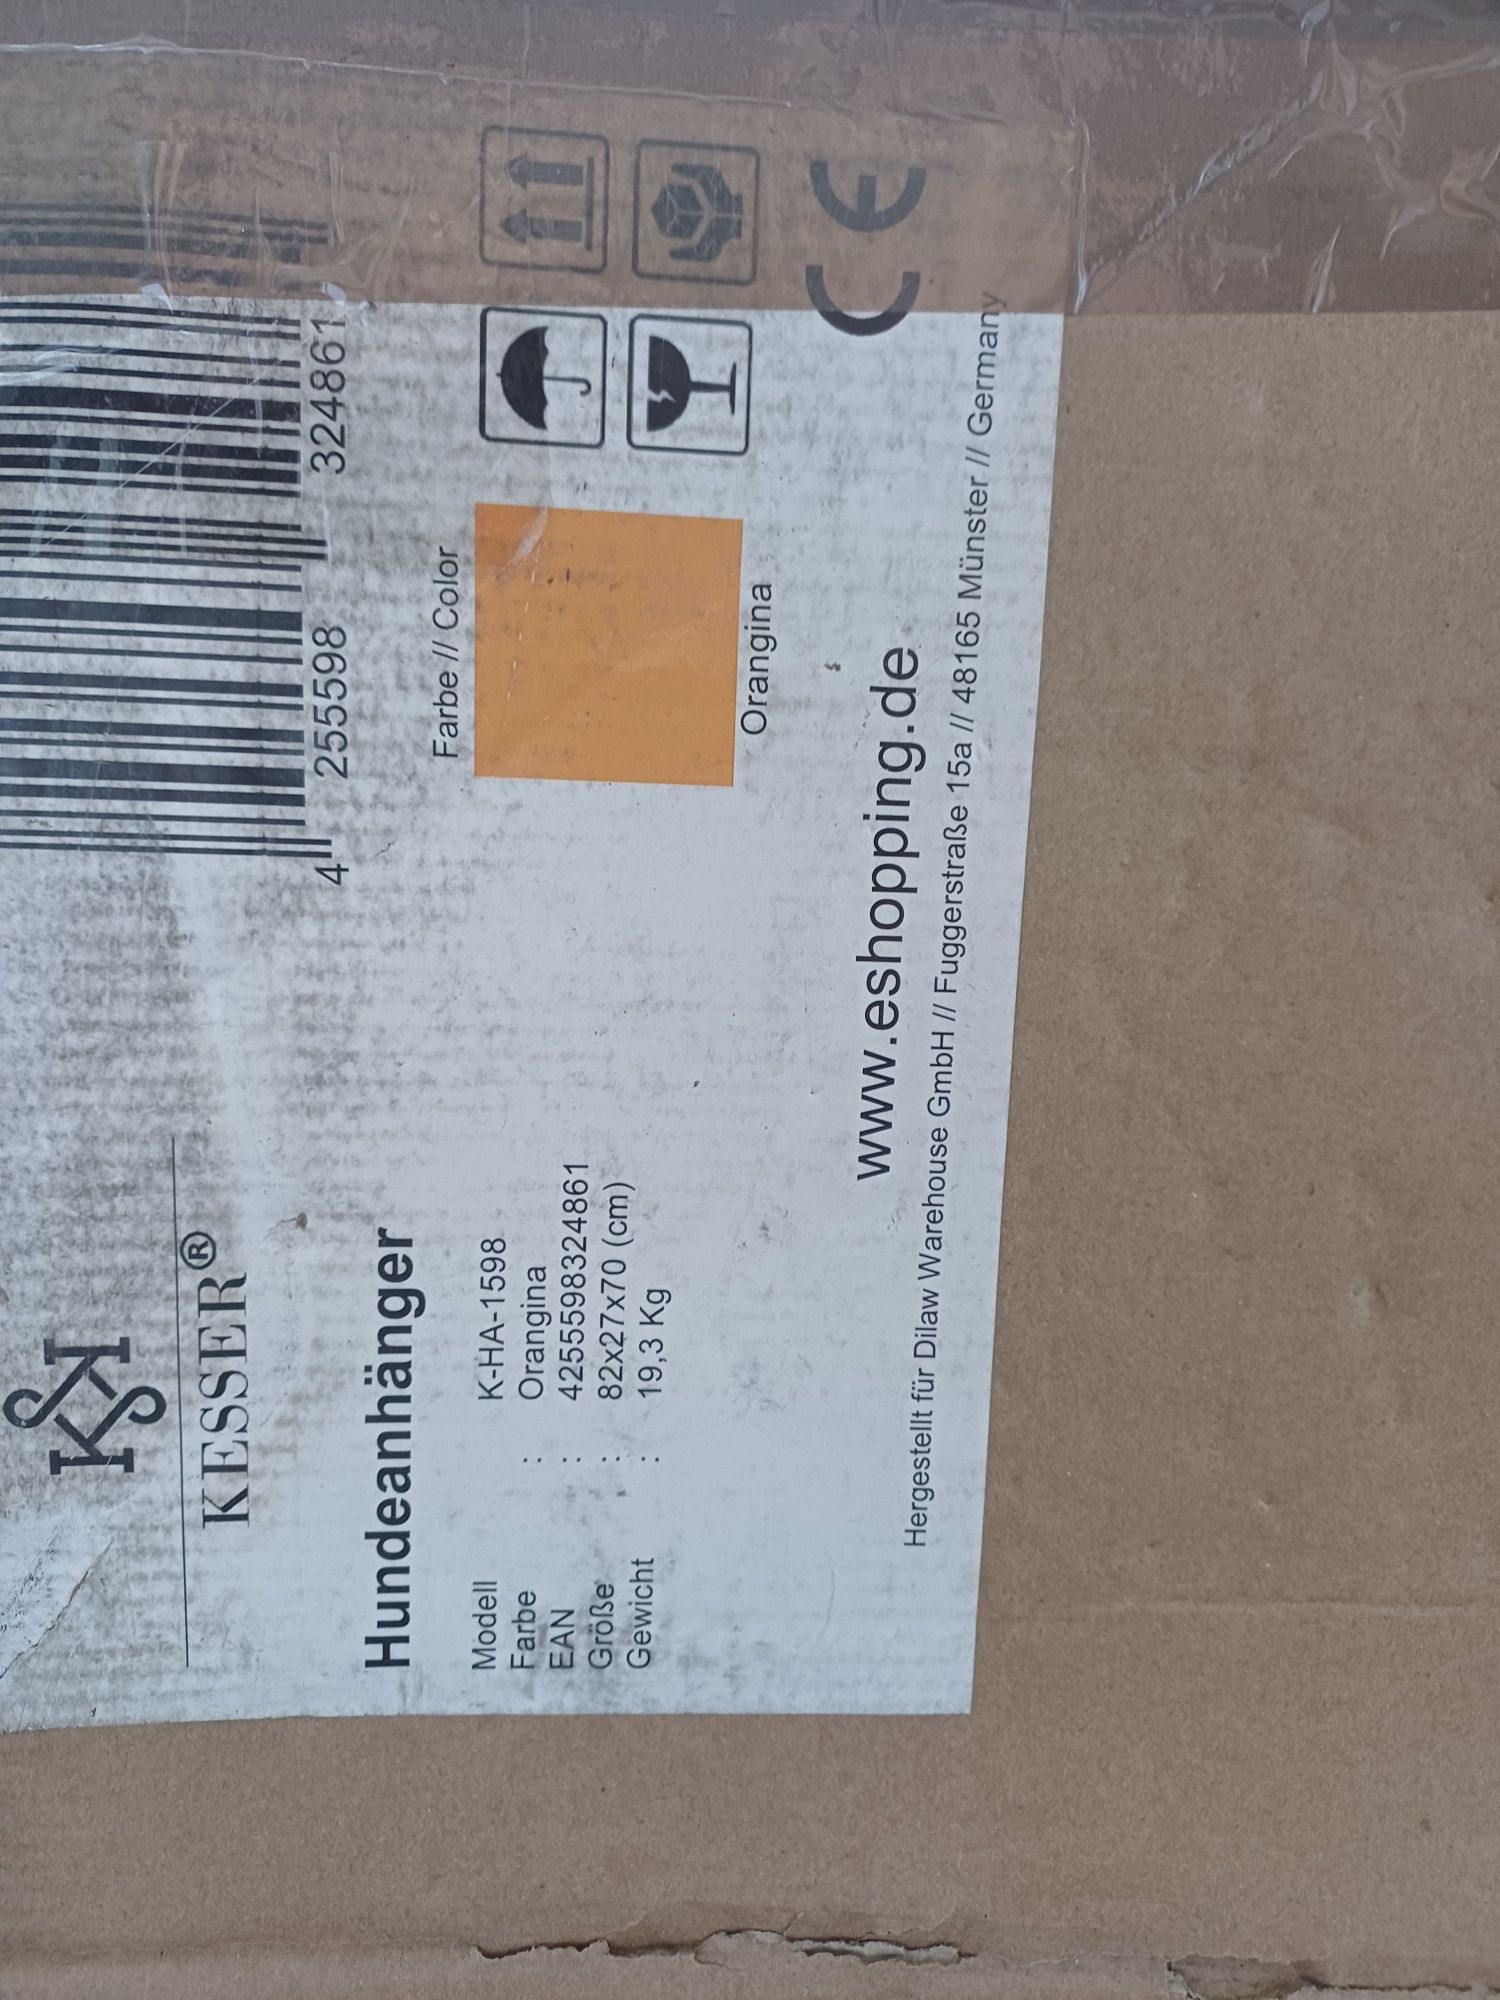 KESSER®
Hundeanhänger
Modell K-HA-1598
Farbe : Orangina
EAN : 4255598324861
Größe : 82x27x70 (cm)
Gewicht : 19,3 Kg
4 255598 324861
Farbe // Color
Orangina
CE
www.eshopping.de
Hergestellt für Dilaw Warehouse GmbH // Fuggerstraße 15a // 48165 Münster // Germany